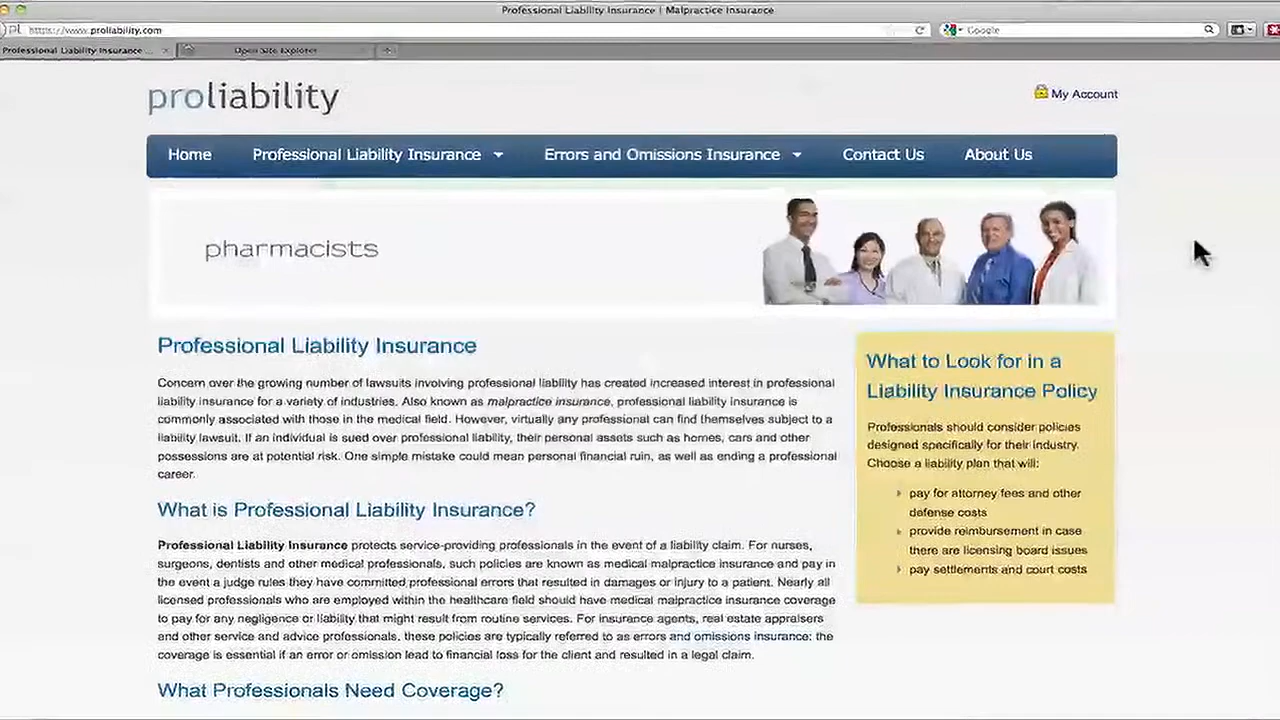 Professional Liability Insurance | Malpractice Insurance
https://www.proliability.com
Google
Professional Liability Insurance ...
Open Site Explorer
proliability
My Account
Home Professional Liability Insurance Errors and Omissions Insurance Contact Us About Us
pharmacists
Professional Liability Insurance
Concern over the growing number of lawsuits involving professional liability has created increased interest in professional
liability insurance for a variety of industries. Also known as malpractice insurance, professional liability insurance is
commonly associated with those in the medical field. However, virtually any professional can find themselves subject to a
liability lawsuit. If an individual is sued over professional liability, their personal assets such as homes, cars and other
possessions are at potential risk. One simple mistake could mean personal financial ruin, as well as ending a professional
career.
What is Professional Liability Insurance?
Professional Liability Insurance protects service-providing professionals in the event of a liability claim. For nurses,
surgeons, dentists and other medical professionals, such policies are known as medical malpractice insurance and pay in
the event a judge rules they have committed professional errors that resulted in damages or injury to a patient. Nearly all
licensed professionals who are employed within the healthcare field should have medical malpractice insurance coverage
to pay for any negligence or liability that might result from routine services. For insurance agents, real estate appraisers
and other service and advice professionals, these policies are typically referred to as errors and omissions insurance: the
coverage is essential if an error or omission lead to financial loss for the client and resulted in a legal claim.
What Professionals Need Coverage?
What to Look for in a
Liability Insurance Policy
Professionals should consider policies
designed specifically for their industry.
Choose a liability plan that will:
pay for attorney fees and other
defense costs
provide reimbursement in case
there are licensing board issues
pay settlements and court costs